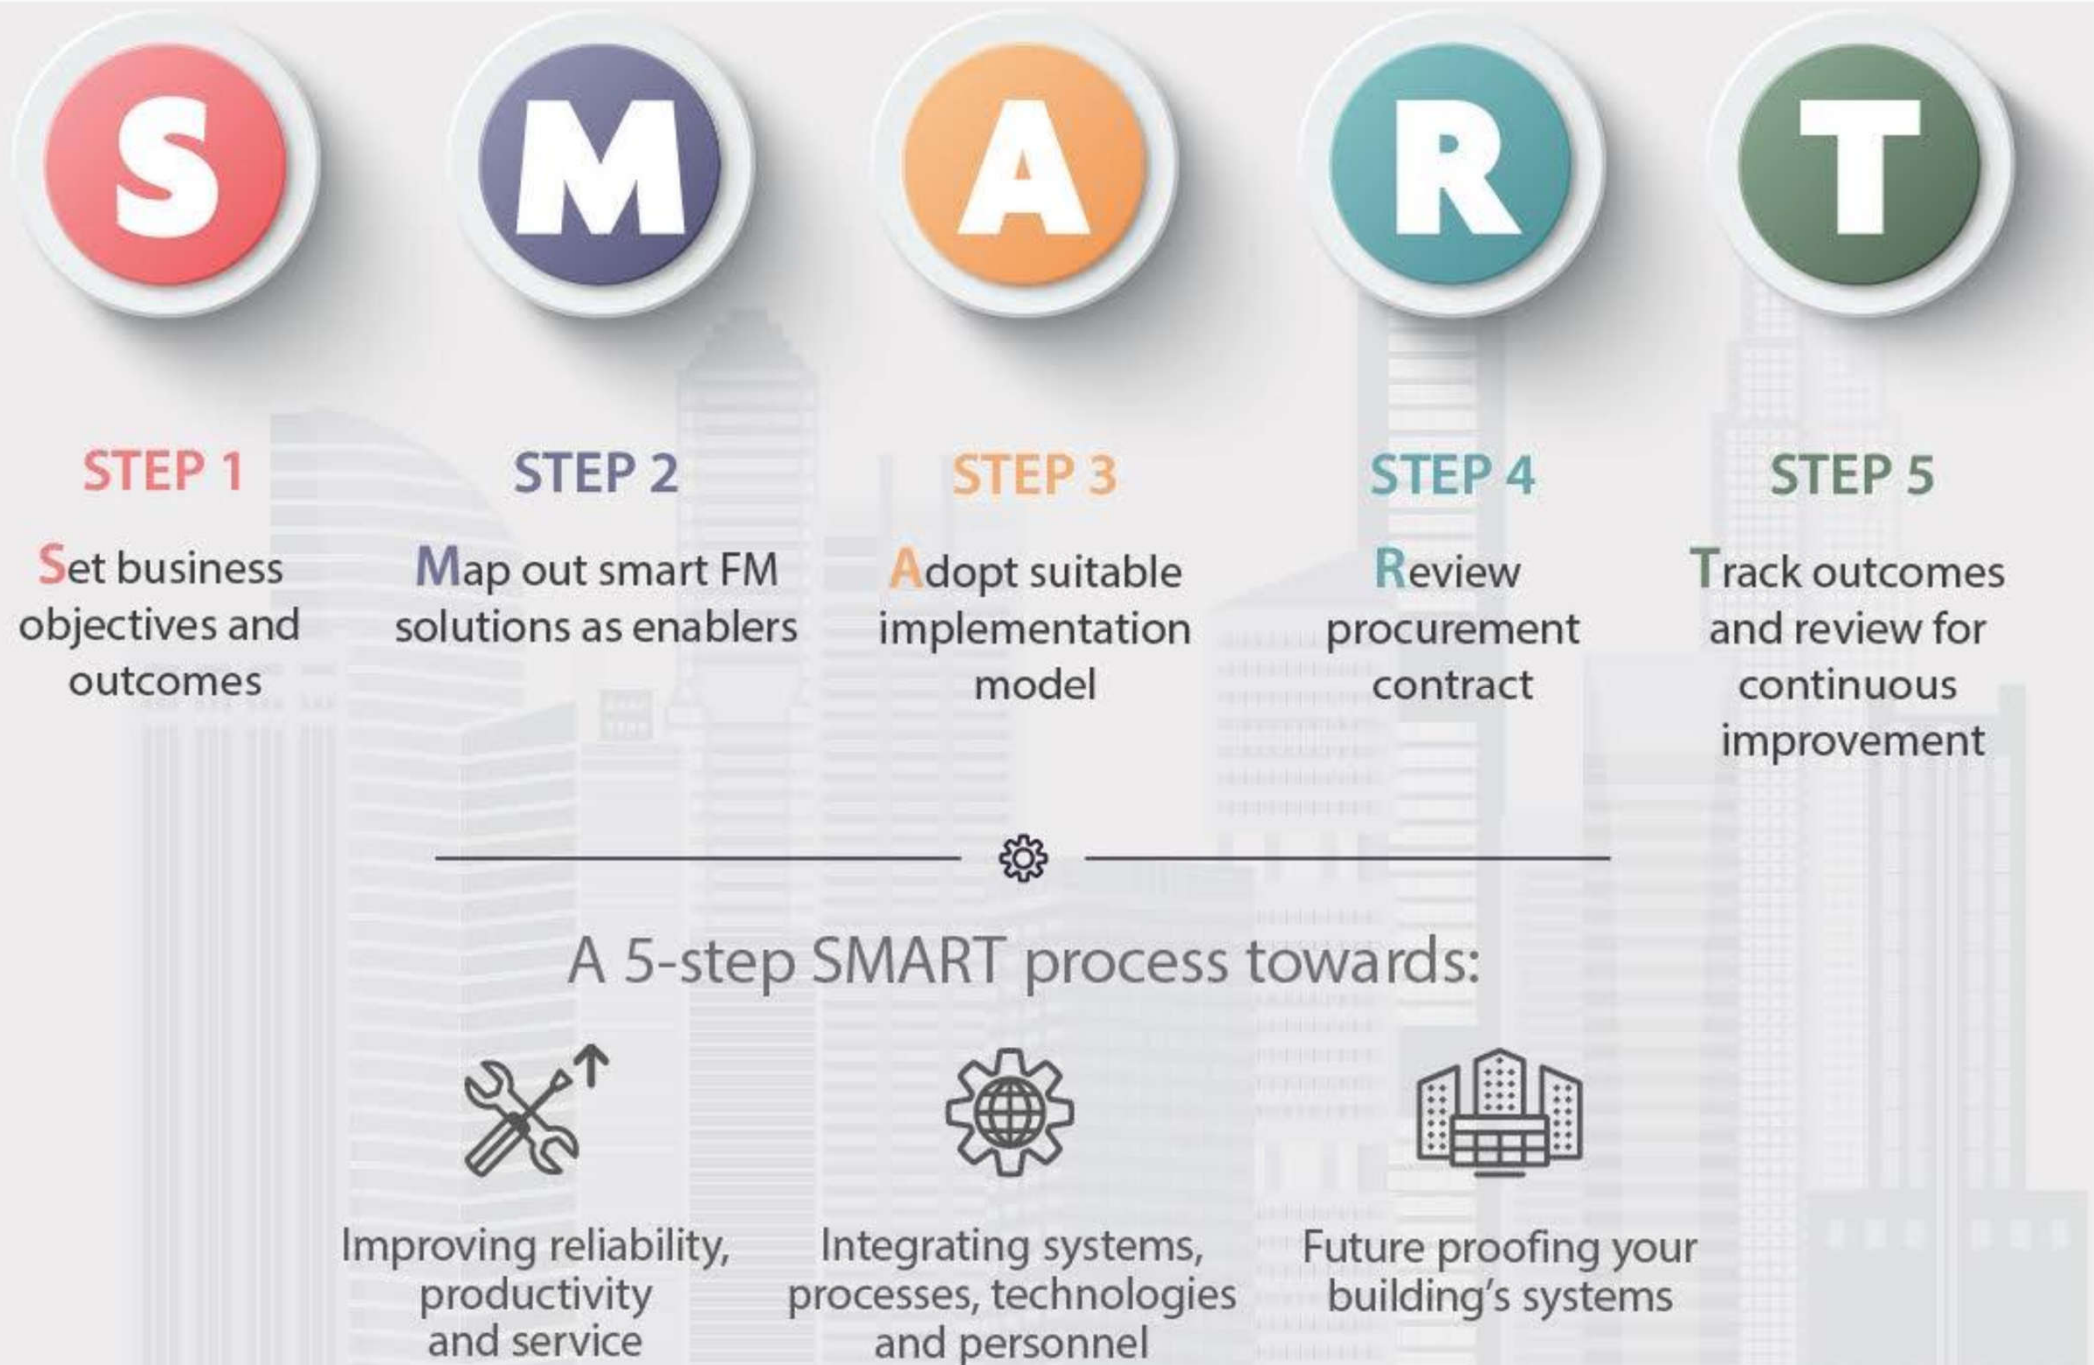 S
M
A
R
T
STEP 1
Set business
objectives and
outcomes
STEP 2
Map out smart FM
solutions as enablers
STEP 3
Adopt suitable
implementation
model
STEP 4
Review
procurement
contract
STEP 5
Track outcomes
and review for
continuous
improvement
A 5-step SMART process towards:
Improving reliability,
productivity
and service
Integrating systems,
processes, technologies
and personnel
Future proofing your
building's systems